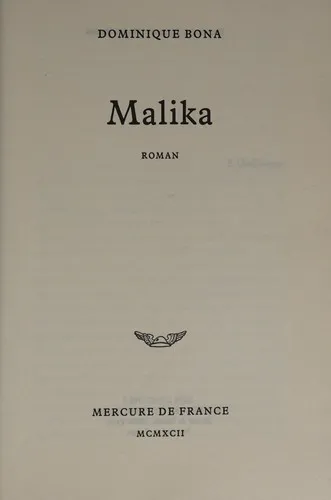 DOMINIQUE BONA
Malika
ROMAN
MERCURE DE FRANCE
MCMXCII